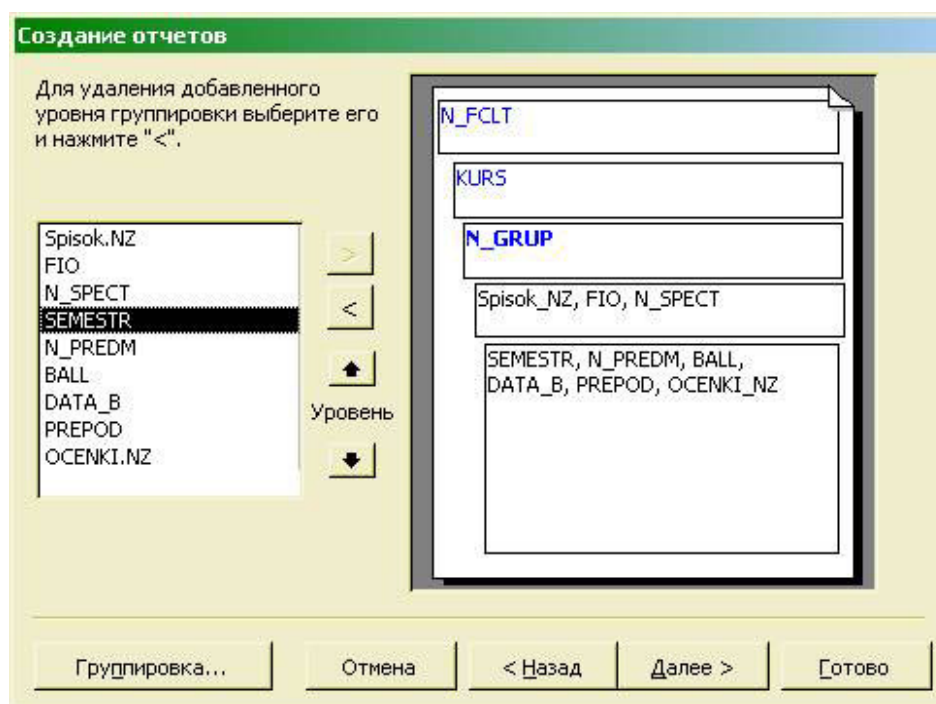 Создание отчетов
Для удаления добавленного
уровня группировки выберите его
и нажмите "<".
Spisok.NZ
FIO
N_SPECT
SEMESTR
N_PREDM
BALL
DATA_B
PREPOD
OCENKI.NZ
>
<
Уровень
N_FCLT
KURS
N_GRUP
Spisok_NZ, FIO, N_SPECT
SEMESTR, N_PREDM, BALL,
DATA_B, PREPOD, OCENKI_NZ
Группировка...
Отмена
< Назад
Далее >
Готово